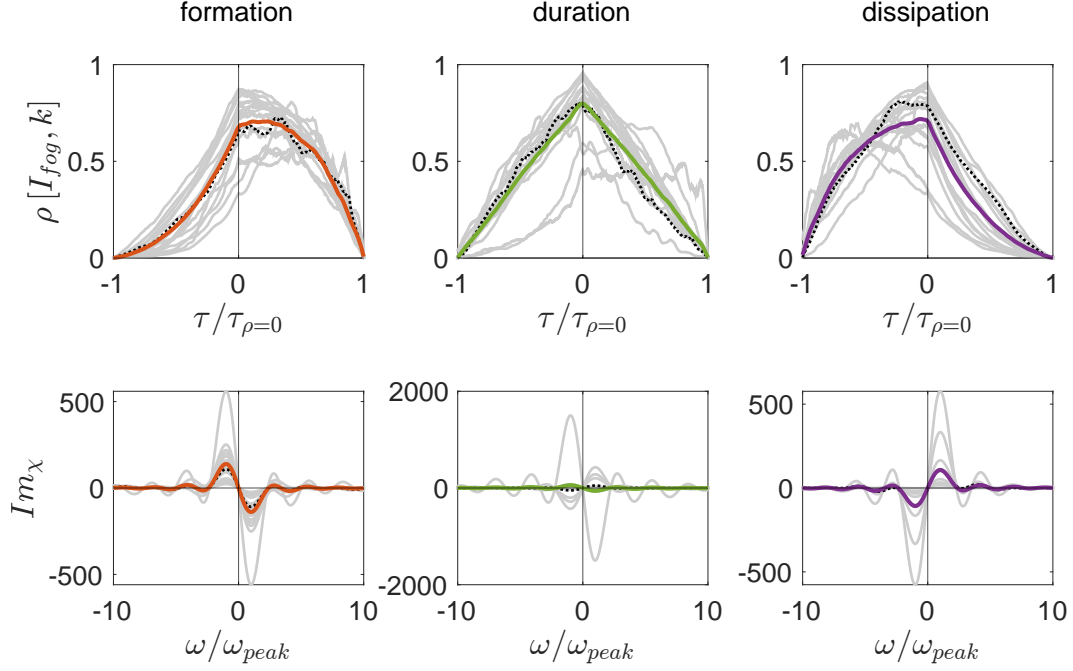 formation duration dissipation
1 1 1
ρ [I_fog, k]
0.5 0.5 0.5
0 0 0
-1 0 1 -1 0 1 -1 0 1
τ/τ_ρ=0 τ/τ_ρ=0 τ/τ_ρ=0
500 2000 500
Im_χ
0 0 0
-500 -2000 -500
-10 0 10 -10 0 10 -10 0 10
ω/ω_peak ω/ω_peak ω/ω_peak